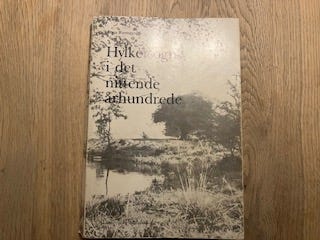 Hylke sogn
i det
nittende
århundrede